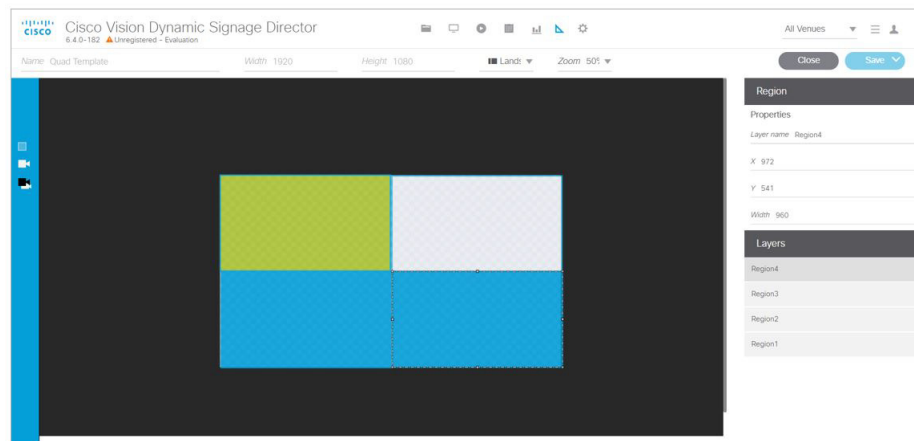 CISCO
Cisco Vision Dynamic Signage Director
6.4.0-182 Unregistered - Evaluation
All Venues
Name Quad Template
Width 1920
Height 1080
Lands
Zoom 50%
Close
Save
Region
Properties
Layer name Region4
X 972
Y 541
Width 960
Layers
Region4
Region3
Region2
Region1